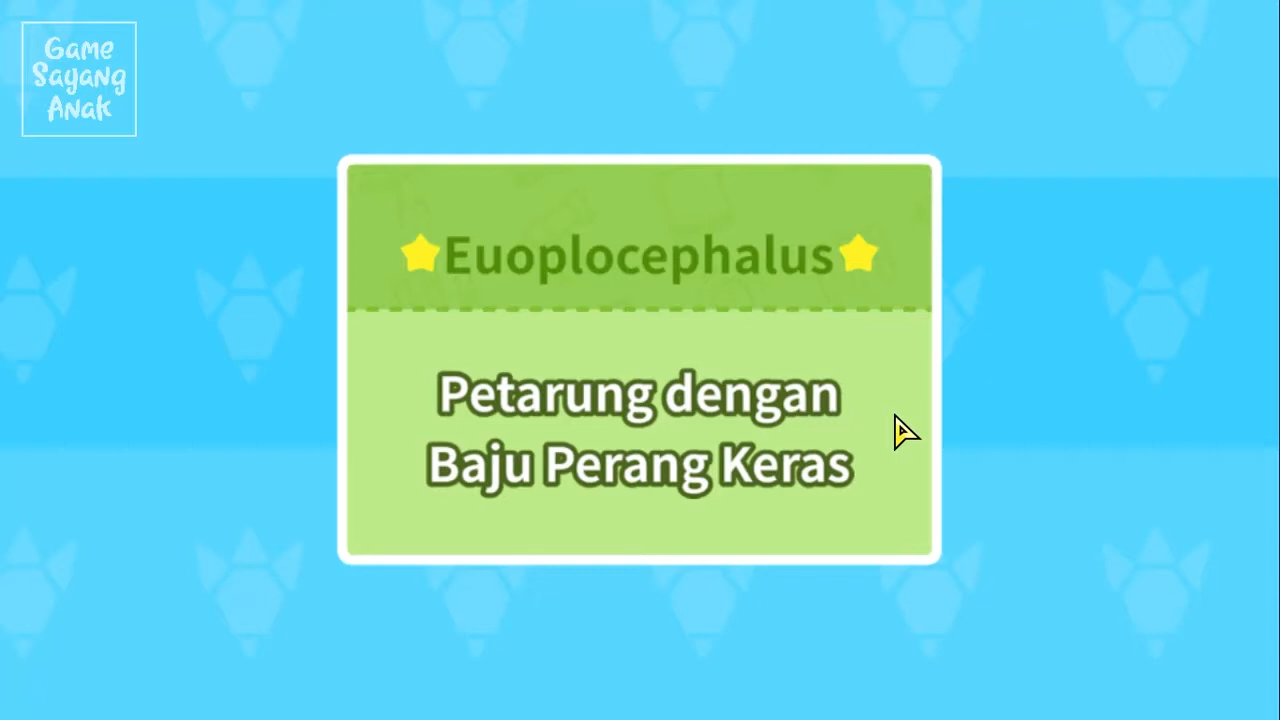 Game
Sayang
Anak
Euoplocephalus
Petarung dengan
Baju Perang Keras